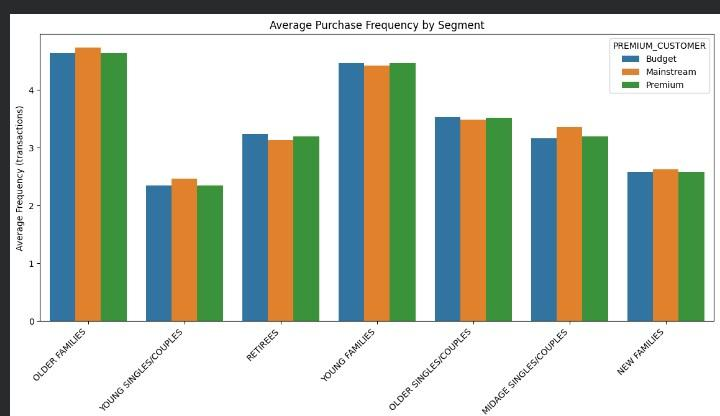 Average Purchase Frequency by Segment
PREMIUM_CUSTOMER
Budget
Mainstream
Premium
Average Frequency (transactions)
4
3
2
1
0
OLDER FAMILIES
YOUNG SINGLES/COUPLES
RETIREES
YOUNG FAMILIES
OLDER SINGLES/COUPLES
MIDAGE SINGLES/COUPLES
NEW FAMILIES